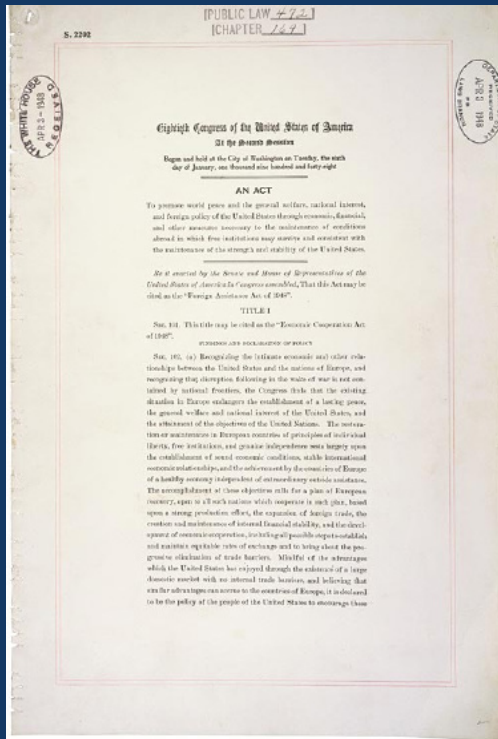 [PUBLIC LAW 472]
[CHAPTER 169]
S. 2202
THE WHITE HOUSE
APR 3 - 1948
RECEIVED
APR 3 1948
Eightieth Congress of the United States of America
At the Second Session
Begun and held at the City of Washington on Tuesday, the sixth
day of January, one thousand nine hundred and forty-eight
AN ACT
To promote world peace and the general welfare, national interest,
and foreign policy of the United States through economic, financial,
and other measures necessary to the maintenance of conditions
abroad in which free institutions may survive and consistent with
the maintenance of the strength and stability of the United States.
Be it enacted by the Senate and House of Representatives of the
United States of America in Congress assembled, That this Act may be
cited as the "Foreign Assistance Act of 1948".
TITLE I
SEC. 101. This title may be cited as the "Economic Cooperation Act
of 1948".
FINDINGS AND DECLARATION OF POLICY
SEC. 102. (a) Recognizing the intimate economic and other rela-
tionships between the United States and the nations of Europe, and
recognizing that disruption following in the wake of war is not con-
tained by national frontiers, the Congress finds that the existing
situation in Europe endangers the establishment of a lasting peace,
the general welfare and national interest of the United States, and
the attainment of the objectives of the United Nations. The restora-
tion or maintenance in European countries of principles of individual
liberty, free institutions, and genuine independence rests largely upon
the establishment of sound economic conditions, stable international
economic relationships, and the achievement by the countries of Europe
of a healthy economy independent of extraordinary outside assistance.
The accomplishment of these objectives calls for a plan of European
recovery, open to all such nations which cooperate in such plan, based
upon a strong production effort, the expansion of foreign trade, the
creation and maintenance of internal financial stability, and the devel-
opment of economic cooperation, including all possible steps to establish
and maintain equitable rates of exchange and to bring about the pro-
gressive elimination of trade barriers. Mindful of the advantages
which the United States has enjoyed through the existence of a large
domestic market with no internal trade barriers, and believing that
similar advantages can accrue to the countries of Europe, it is declared
to be the policy of the people of the United States to encourage these